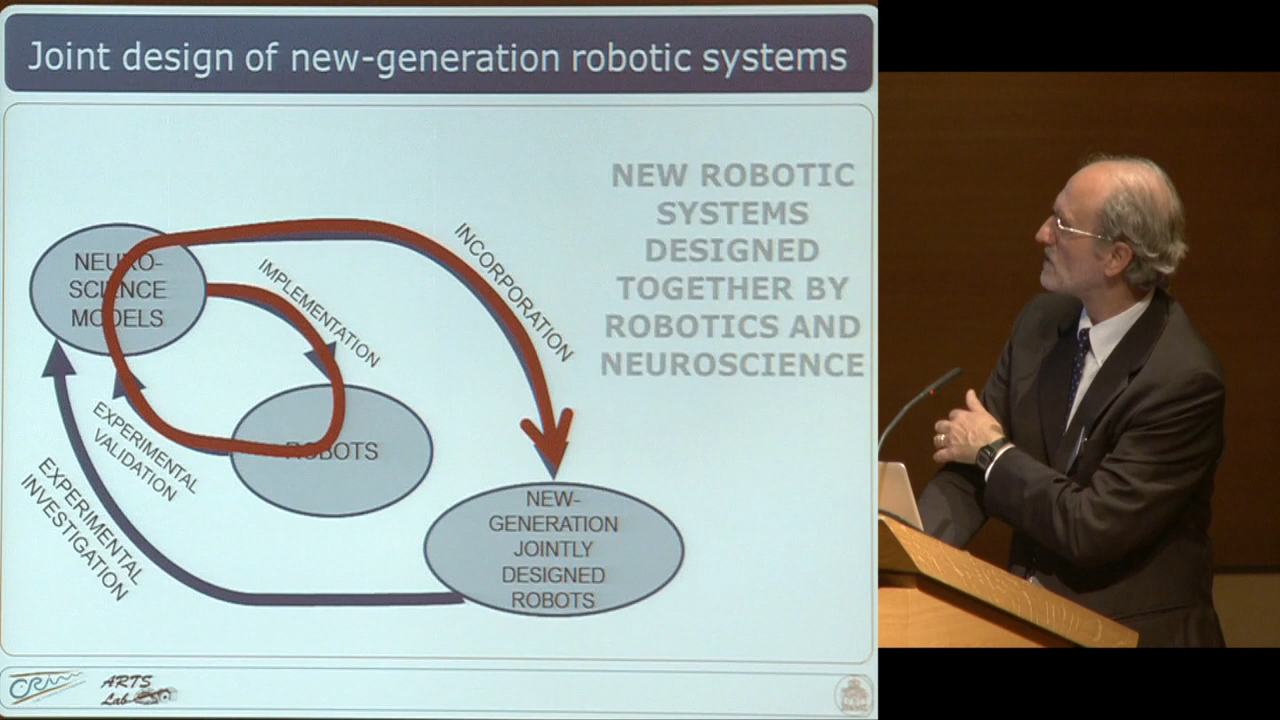 Joint design of new-generation robotic systems
NEW ROBOTIC
SYSTEMS
DESIGNED
TOGETHER BY
ROBOTICS AND
NEUROSCIENCE
INCORPORATION
IMPLEMENTATION
NEURO-
SCIENCE
MODELS
EXPERIMENTAL
VALIDATION
ROBOTS
EXPERIMENTAL
INVESTIGATION
NEW-
GENERATION
JOINTLY
DESIGNED
ROBOTS
CRIM
ARTS
Lab